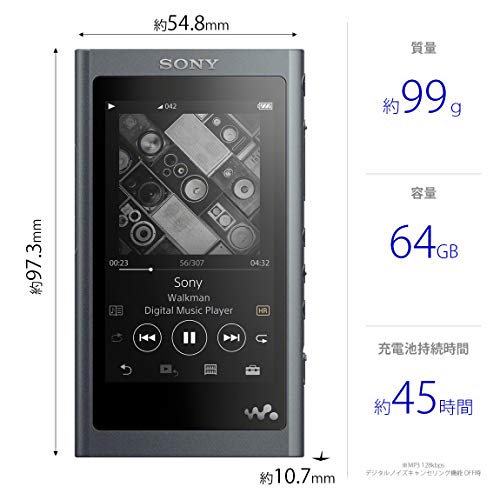 約54.8mm
SONY
042
00:23 56/307 04:32
Sony
Walkman
Digital Music Player
HR
約97.3mm
約10.7mm
質量
約99g
容量
64GB
充電池持続時間
約45時間
※MP3 128kbps
デジタルノイズキャンセリング機能 OFF時